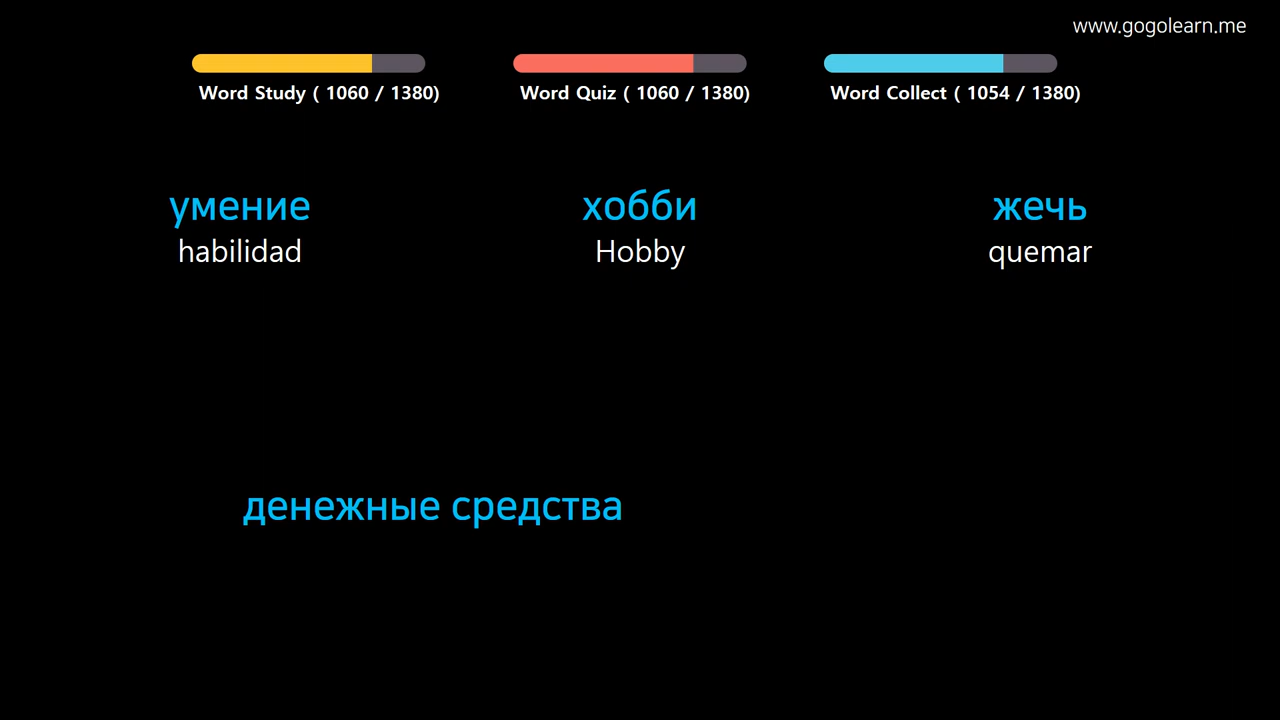 www.gogolearn.me
Word Study ( 1060 / 1380)
Word Quiz ( 1060 / 1380)
Word Collect ( 1054 / 1380)
умение
хобби
жечь
habilidad
Hobby
quemar
денежные средства